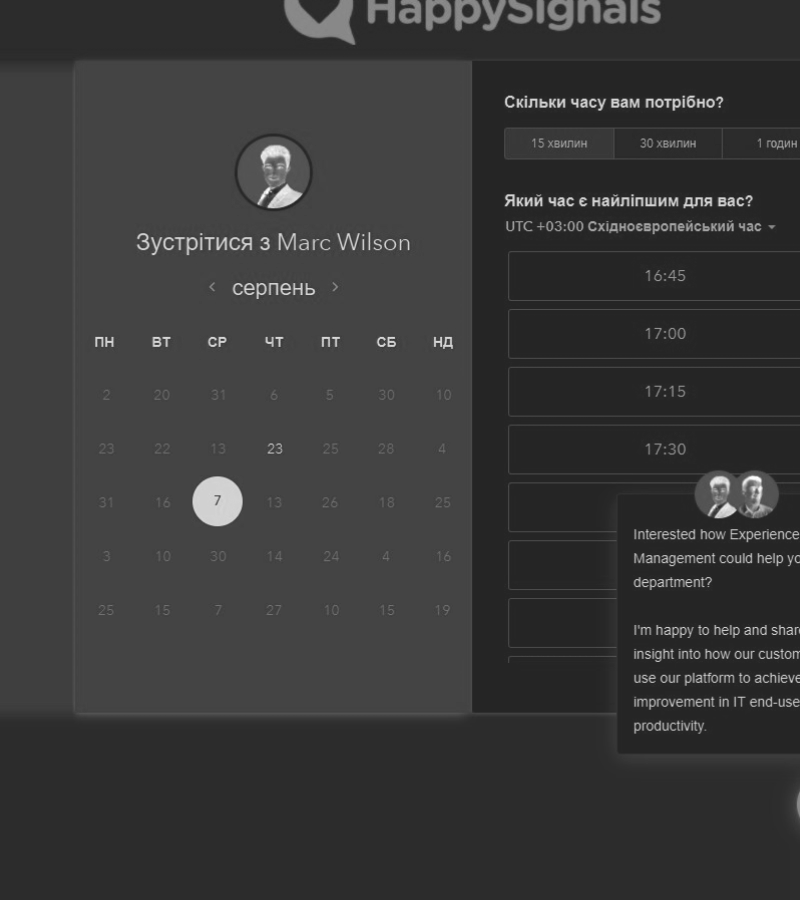 HappySignals
Зустрітися з Marc Wilson
серпень
ПН ВТ СР ЧТ ПТ СБ НД
2 20 31 6 5 30 10
23 22 13 23 25 28 4
31 16 7 13 26 18 25
3 10 30 14 24 4 16
25 15 7 27 10 15 19
Скільки часу вам потрібно?
15 хвилин 30 хвилин 1 годин
Який час є найліпшим для вас?
UTC +03:00 Східноєвропейський час
16:45
17:00
17:15
17:30
Interested how Experience
Management could help yo
department?
I'm happy to help and share
insight into how our custom
use our platform to achieve
improvement in IT end-use
productivity.